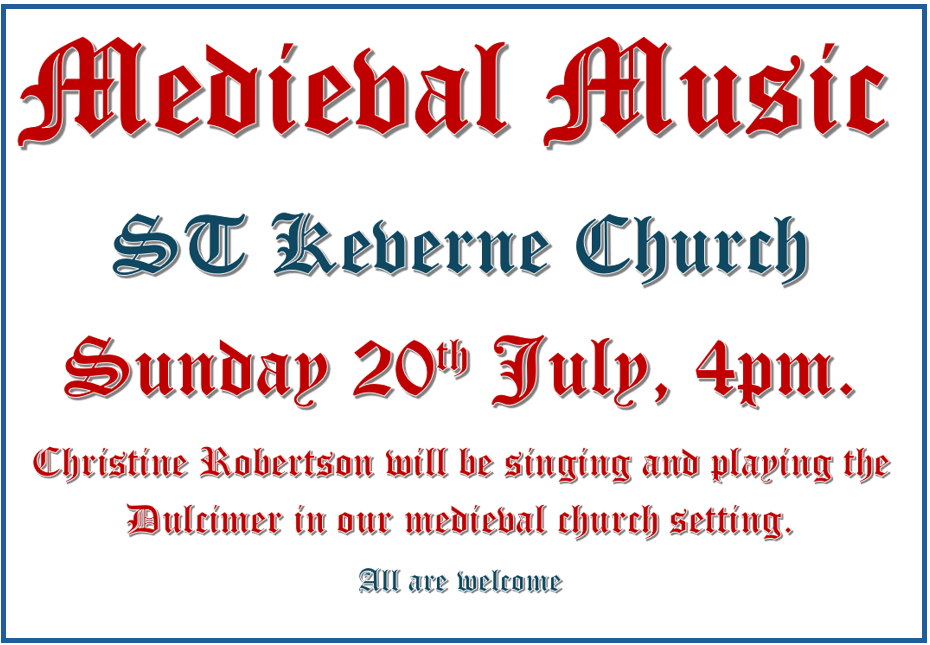 Medieval Music
ST Keverne Church
Sunday 20th July, 4pm.
Christine Robertson will be singing and playing the
Dulcimer in our medieval church setting.
All are welcome